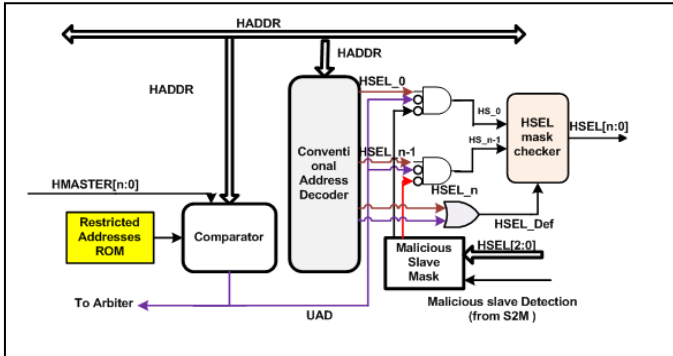 HADDR
HADDR
HADDR
HSEL_0
HS_0
HSEL
mask
checker
HSEL[n:0]
Conventi
onal
Address
Decoder
HSEL_n-1
HS_n-1
HMASTER[n:0]
HSEL_n
HSEL_Def
Restricted
Addresses
ROM
Comparator
Malicious
Slave
Mask
HSEL[2:0]
To Arbiter
UAD
Malicious slave Detection
(from S2M )